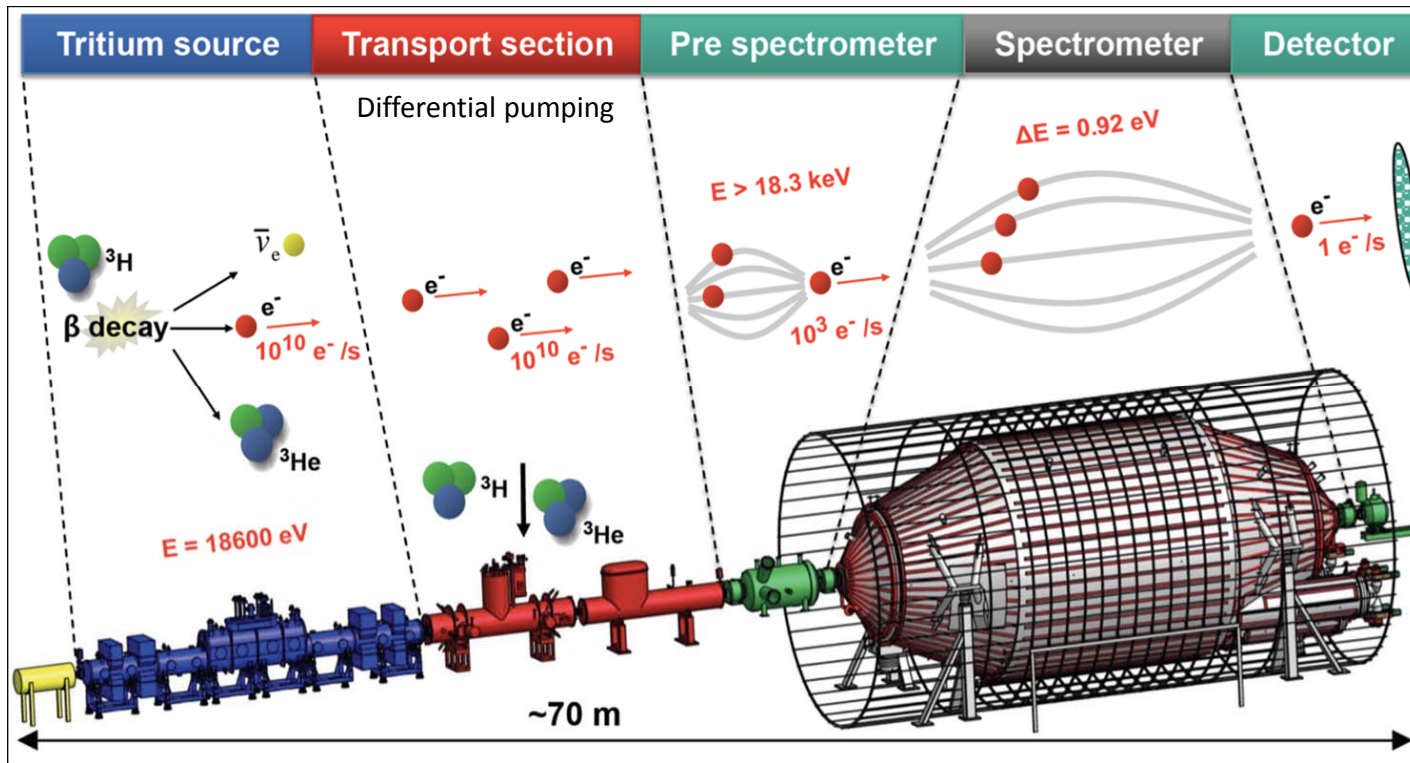 Tritium source
Transport section
Pre spectrometer
Spectrometer
Detector
Differential pumping
ΔE = 0.92 eV
E > 18.3 keV
³H
ν̅e
β decay
e⁻
10¹⁰ e⁻/s
³He
e⁻
e⁻
e⁻
10¹⁰ e⁻/s
e⁻
10³ e⁻/s
e⁻
1 e⁻/s
³H
³He
E = 18600 eV
~70 m